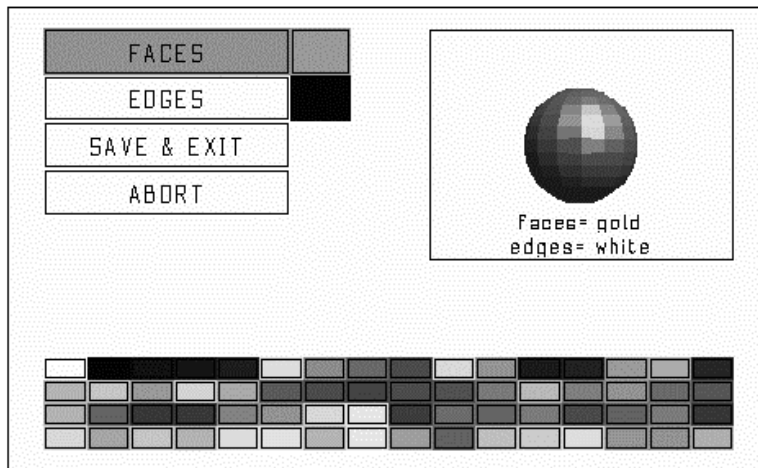 FACES
EDGES
SAVE & EXIT
ABORT
faces= gold
edges= white